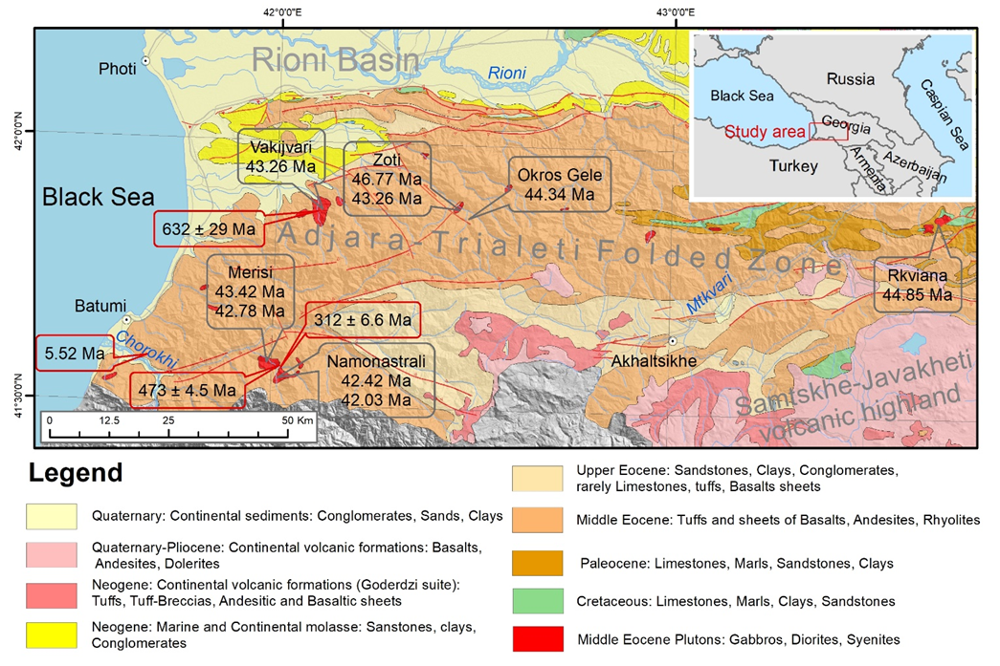 42°0'0"E
43°0'0"E
42°0'0"N
41°30'0"N
Photi
Rioni Basin
Rioni
Black Sea
Russia
Caspian Sea
Study area
Georgia
Turkey
Armenia
Azerbaijan
Vakijvari
43.26 Ma
Zoti
46.77 Ma
43.26 Ma
Okros Gele
44.34 Ma
Black Sea
632 ± 29 Ma
Adjara-Trialeti Folded Zone
Merisi
43.42 Ma
42.78 Ma
Rkviana
44.85 Ma
Mtkvari
Batumi
312 ± 6.6 Ma
Chorokhi
5.52 Ma
Akhaltsikhe
Namonastrali
42.42 Ma
42.03 Ma
473 ± 4.5 Ma
Samtskhe-Javakheti
volcanic highland
0 12.5 25 50 Km
Legend
Quaternary: Continental sediments: Conglomerates, Sands, Clays
Quaternary-Pliocene: Continental volcanic formations: Basalts,
Andesites, Dolerites
Neogene: Continental volcanic formations (Goderdzi suite):
Tuffs, Tuff-Breccias, Andesitic and Basaltic sheets
Neogene: Marine and Continental molasse: Sanstones, clays,
Conglomerates
Upper Eocene: Sandstones, Clays, Conglomerates,
rarely Limestones, tuffs, Basalts sheets
Middle Eocene: Tuffs and sheets of Basalts, Andesites, Rhyolites
Paleocene: Limestones, Marls, Sandstones, Clays
Cretaceous: Limestones, Marls, Clays, Sandstones
Middle Eocene Plutons: Gabbros, Diorites, Syenites